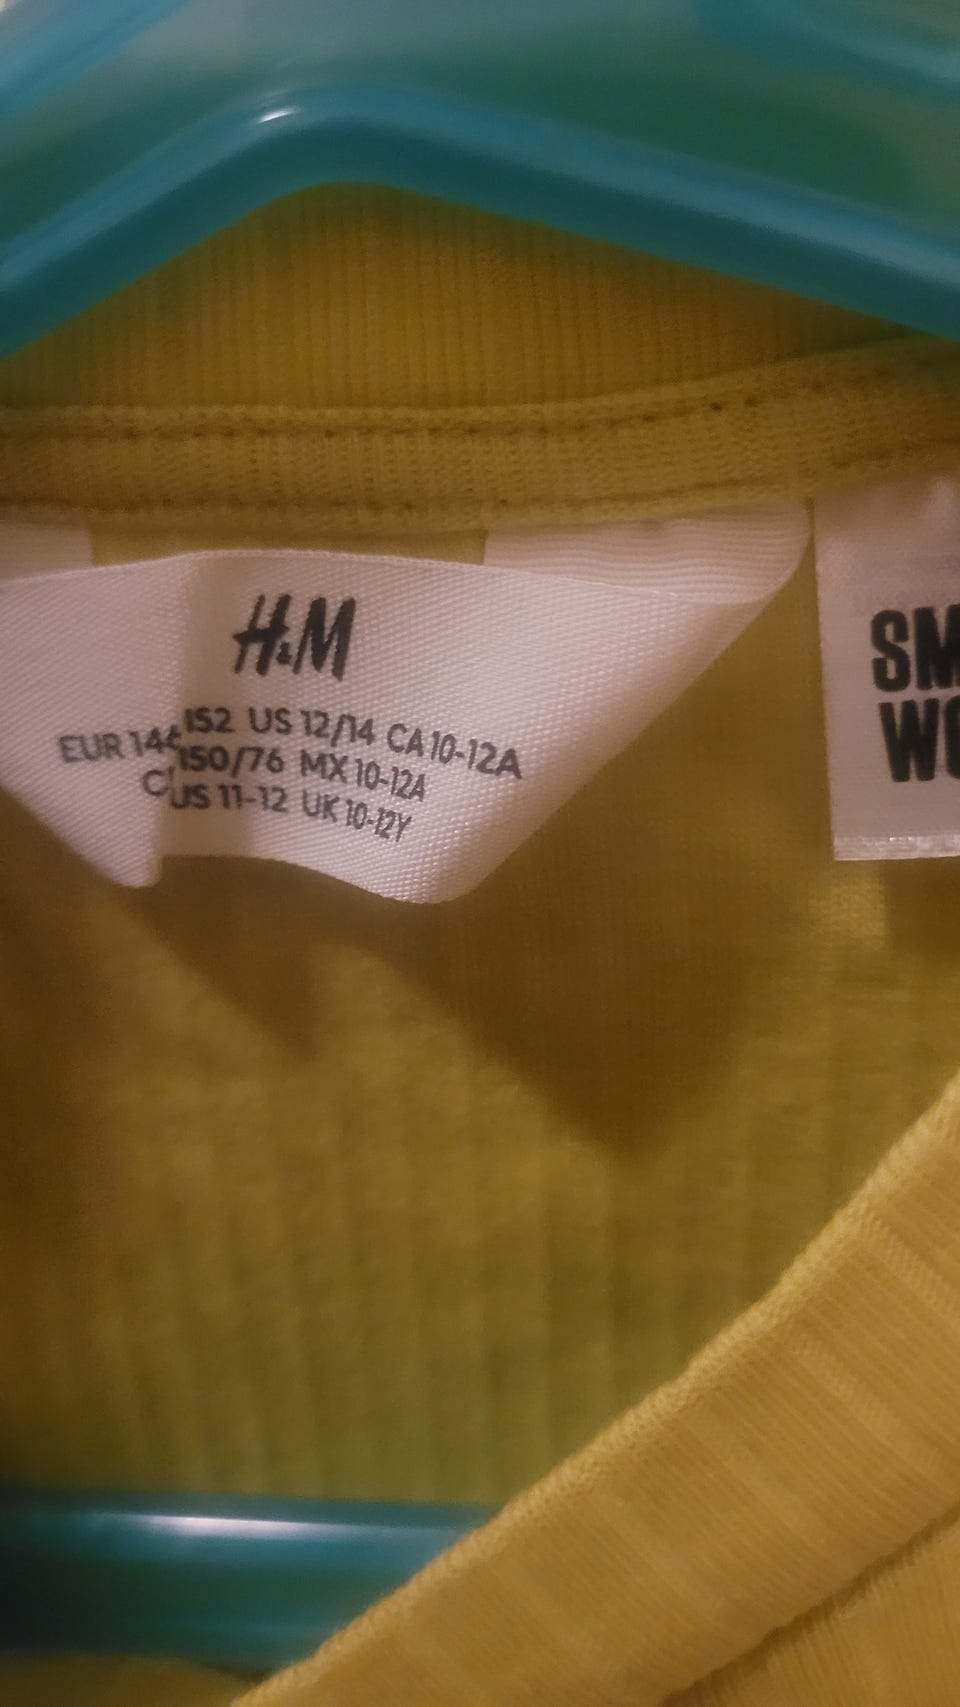 H&M
EUR 146 152 US 12/14 CA 10-12A
150/76 MX 10-12A
US 11-12 UK 10-12Y
SM
WO